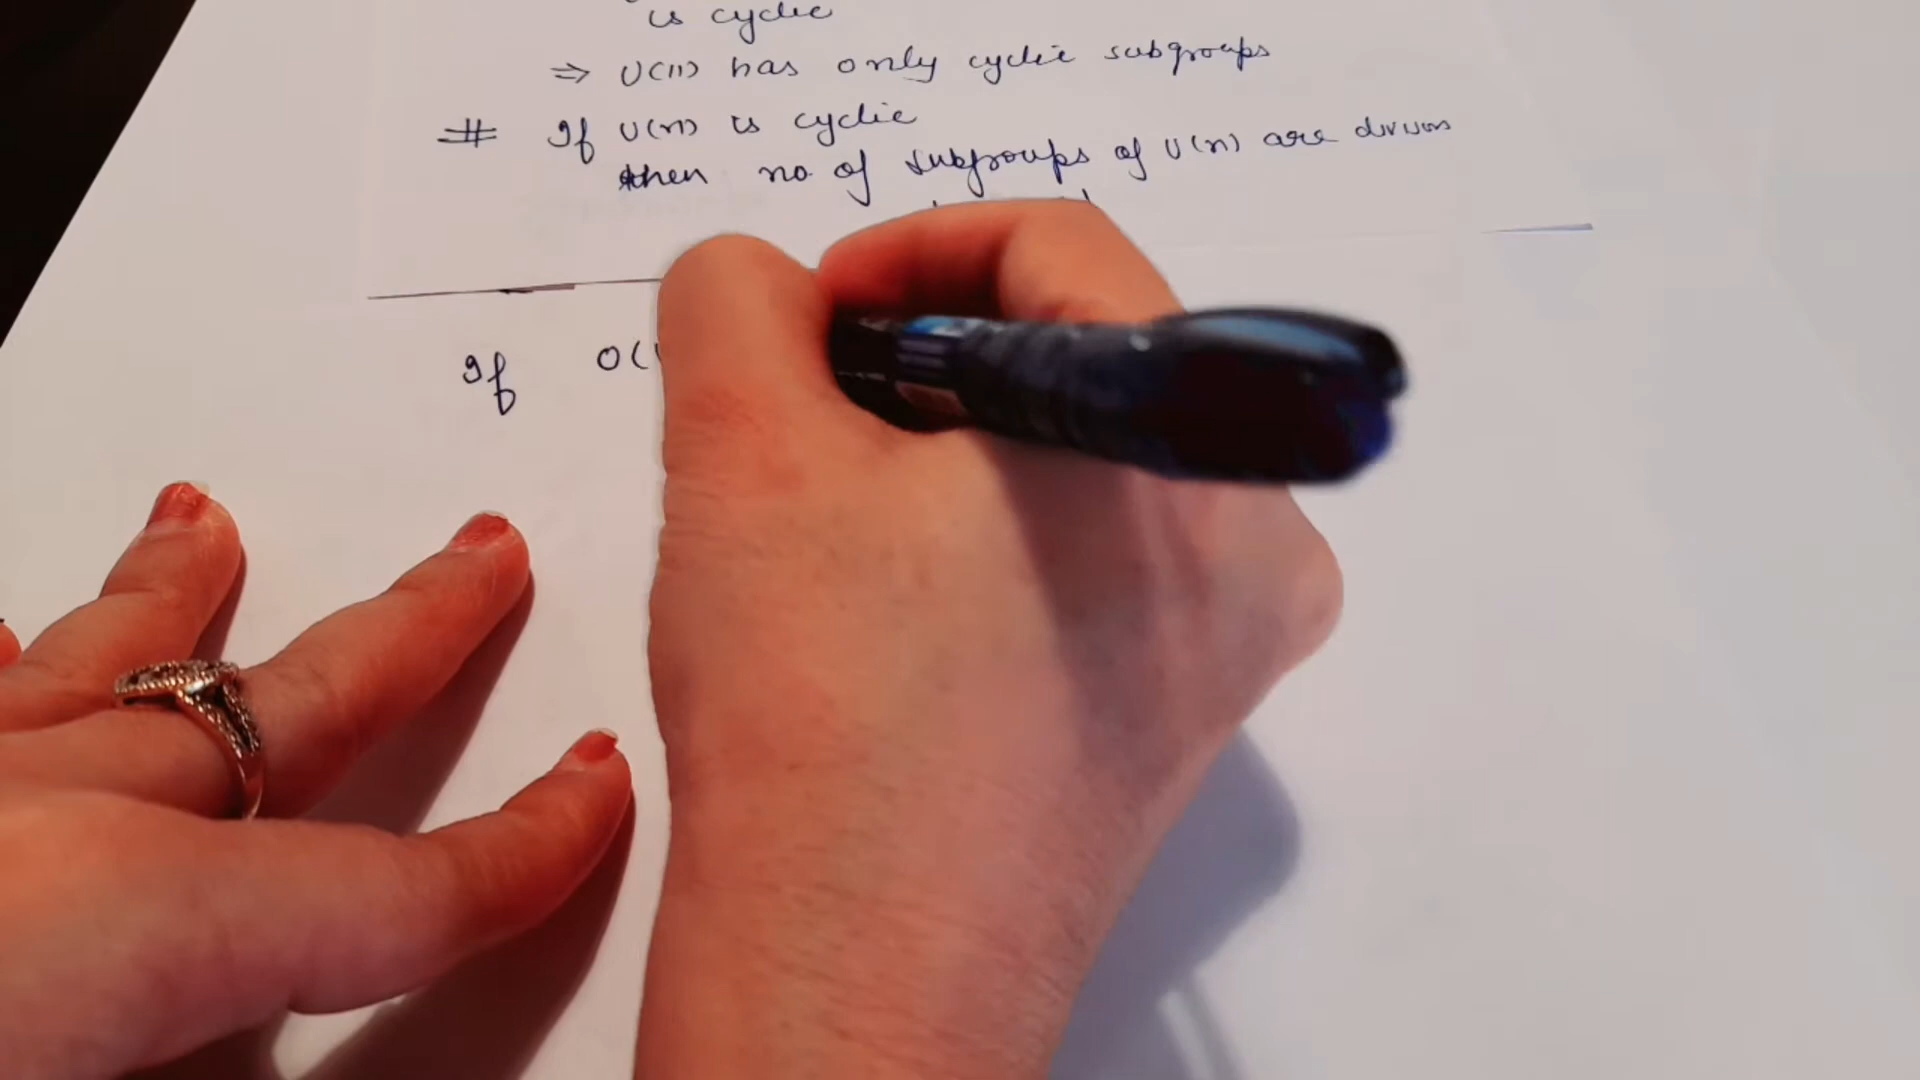 is cyclic
⇒ U(11) has only cyclic subgroups
# If U(n) is cyclic
then no. of subgroups of U(n) are divisors
If O(